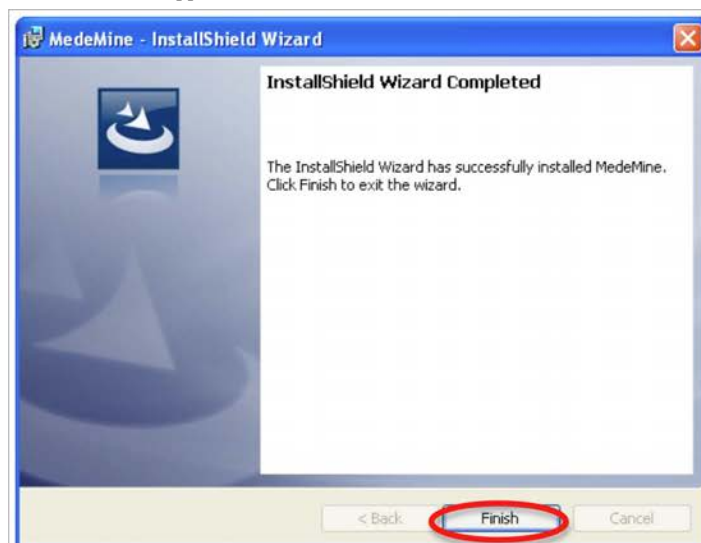 MedeMine - InstallShield Wizard
InstallShield Wizard Completed
The InstallShield Wizard has successfully installed MedeMine.
Click Finish to exit the wizard.
< Back
Finish
Cancel